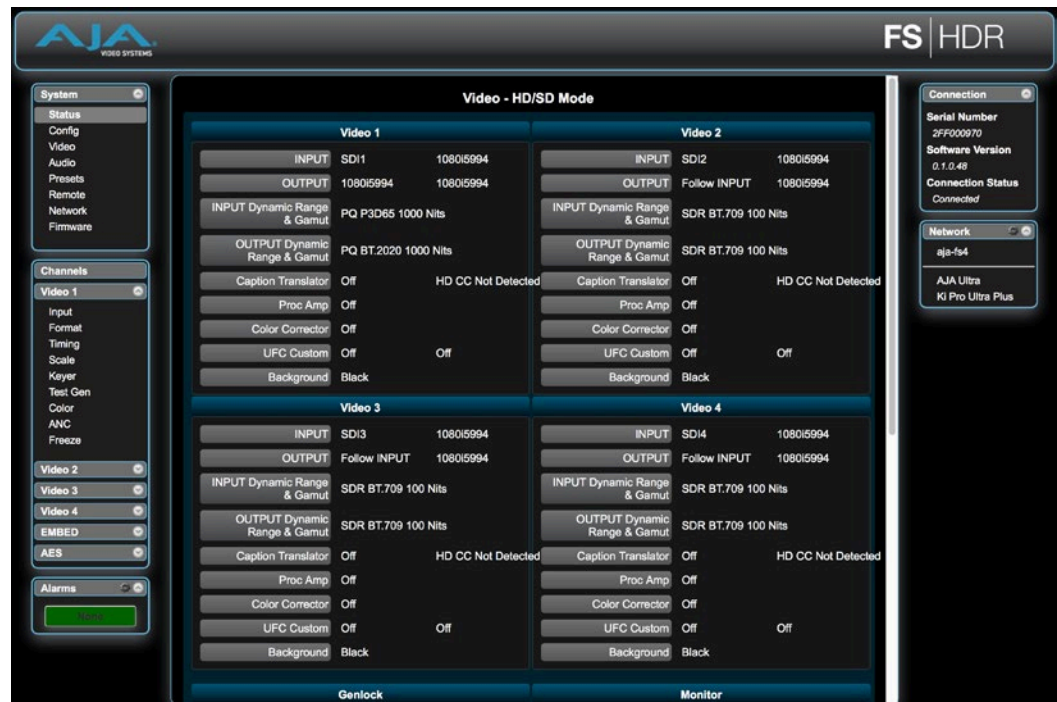 AJA
VIDEO SYSTEMS
FS HDR
System
Status
Config
Video
Audio
Presets
Remote
Network
Firmware
Channels
Video 1
Input
Format
Timing
Scale
Keyer
Test Gen
Color
ANC
Freeze
Video 2
Video 3
Video 4
EMBED
AES
Alarms
None
Video - HD/SD Mode
Video 1
INPUT SDI1 1080i5994
OUTPUT 1080i5994 1080i5994
INPUT Dynamic Range
& Gamut PQ P3D65 1000 Nits
OUTPUT Dynamic
Range & Gamut PQ BT.2020 1000 Nits
Caption Translator Off HD CC Not Detected
Proc Amp Off
Color Corrector Off
UFC Custom Off Off
Background Black
Video 2
INPUT SDI2 1080i5994
OUTPUT Follow INPUT 1080i5994
INPUT Dynamic Range
& Gamut SDR BT.709 100 Nits
OUTPUT Dynamic
Range & Gamut SDR BT.709 100 Nits
Caption Translator Off HD CC Not Detected
Proc Amp Off
Color Corrector Off
UFC Custom Off Off
Background Black
Video 3
INPUT SDI3 1080i5994
OUTPUT Follow INPUT 1080i5994
INPUT Dynamic Range
& Gamut SDR BT.709 100 Nits
OUTPUT Dynamic
Range & Gamut SDR BT.709 100 Nits
Caption Translator Off HD CC Not Detected
Proc Amp Off
Color Corrector Off
UFC Custom Off Off
Background Black
Video 4
INPUT SDI4 1080i5994
OUTPUT Follow INPUT 1080i5994
INPUT Dynamic Range
& Gamut SDR BT.709 100 Nits
OUTPUT Dynamic
Range & Gamut SDR BT.709 100 Nits
Caption Translator Off HD CC Not Detected
Proc Amp Off
Color Corrector Off
UFC Custom Off Off
Background Black
Genlock
Monitor
Connection
Serial Number
2FF000970
Software Version
0.1.0.48
Connection Status
Connected
Network
aja-fs4
AJA Ultra
Ki Pro Ultra Plus